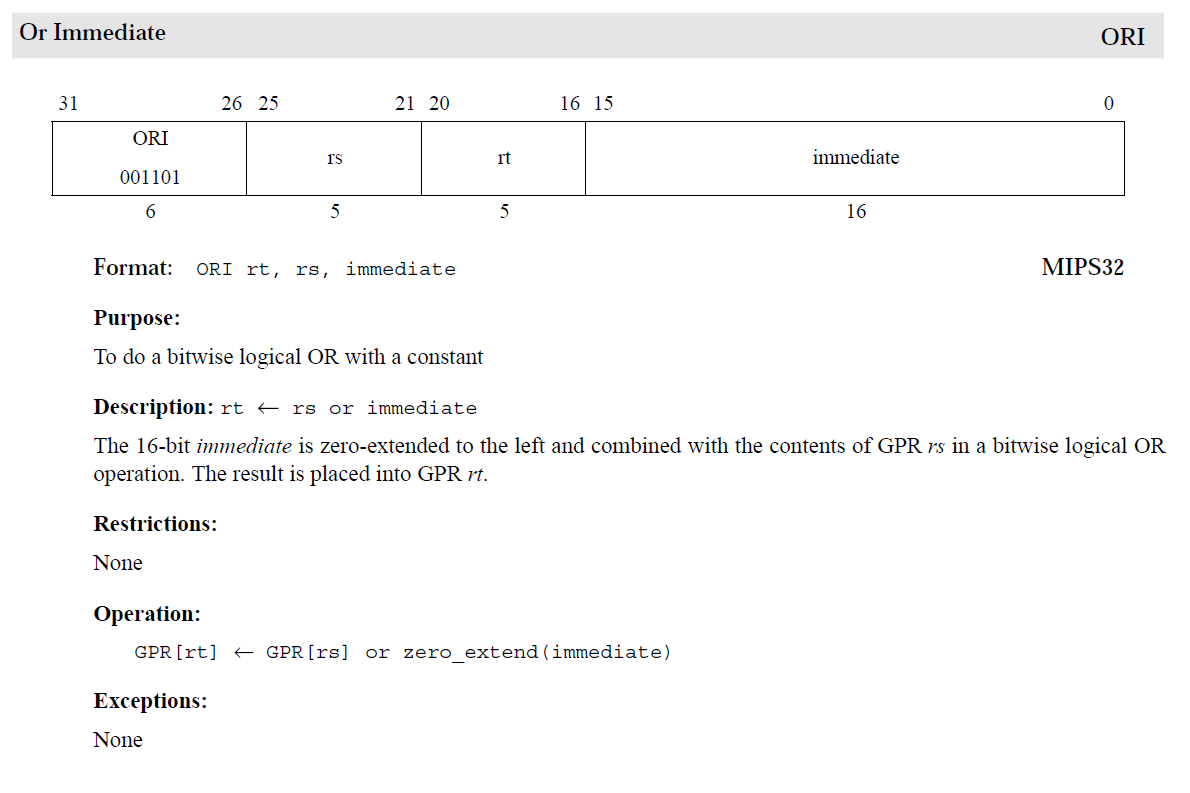 Or Immediate ORI
31 26 25 21 20 16 15 0
ORI
001101
rs rt immediate
6 5 5 16
Format: ORI rt, rs, immediate MIPS32
Purpose:
To do a bitwise logical OR with a constant
Description: rt ← rs or immediate
The 16-bit immediate is zero-extended to the left and combined with the contents of GPR rs in a bitwise logical OR
operation. The result is placed into GPR rt.
Restrictions:
None
Operation:
GPR[rt] ← GPR[rs] or zero_extend(immediate)
Exceptions:
None